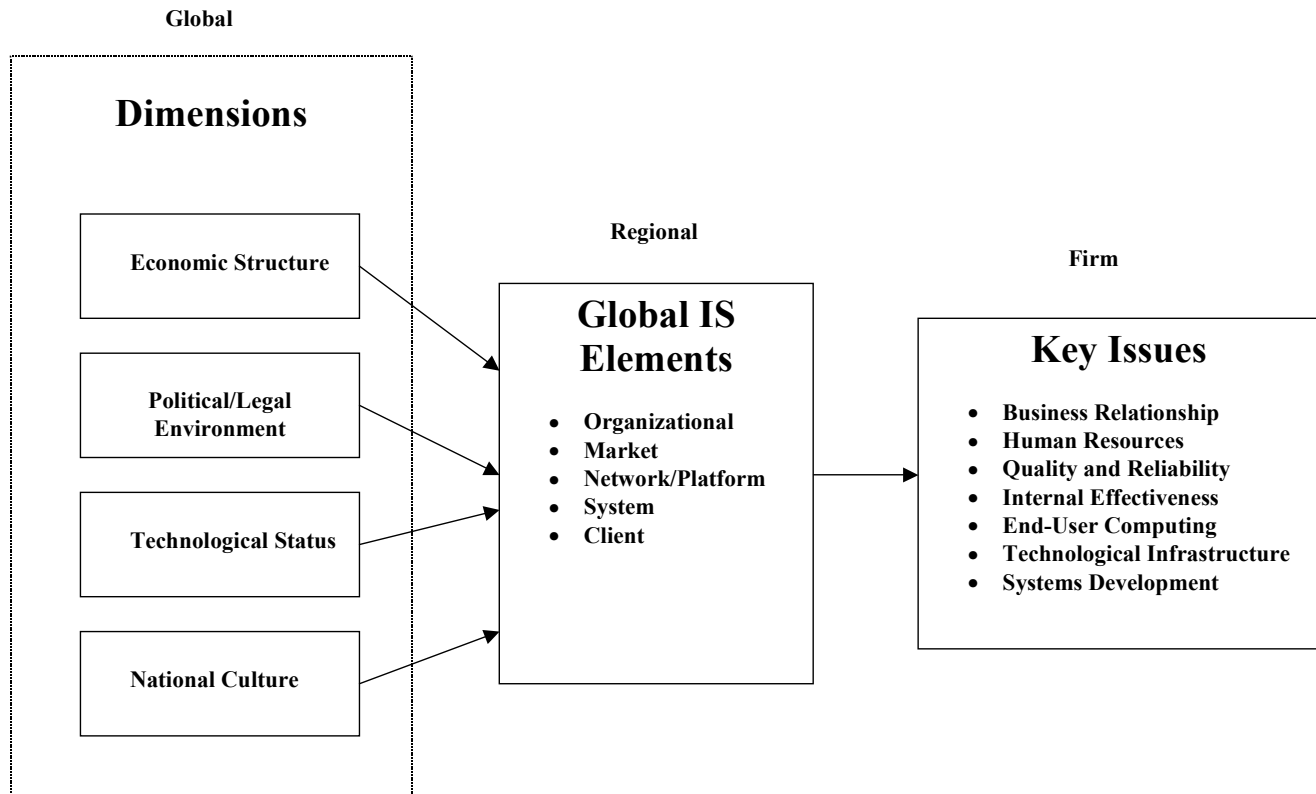 Global
Dimensions
Economic Structure
Political/Legal
Environment
Technological Status
National Culture
Regional
Global IS
Elements
• Organizational
• Market
• Network/Platform
• System
• Client
Firm
Key Issues
• Business Relationship
• Human Resources
• Quality and Reliability
• Internal Effectiveness
• End-User Computing
• Technological Infrastructure
• Systems Development